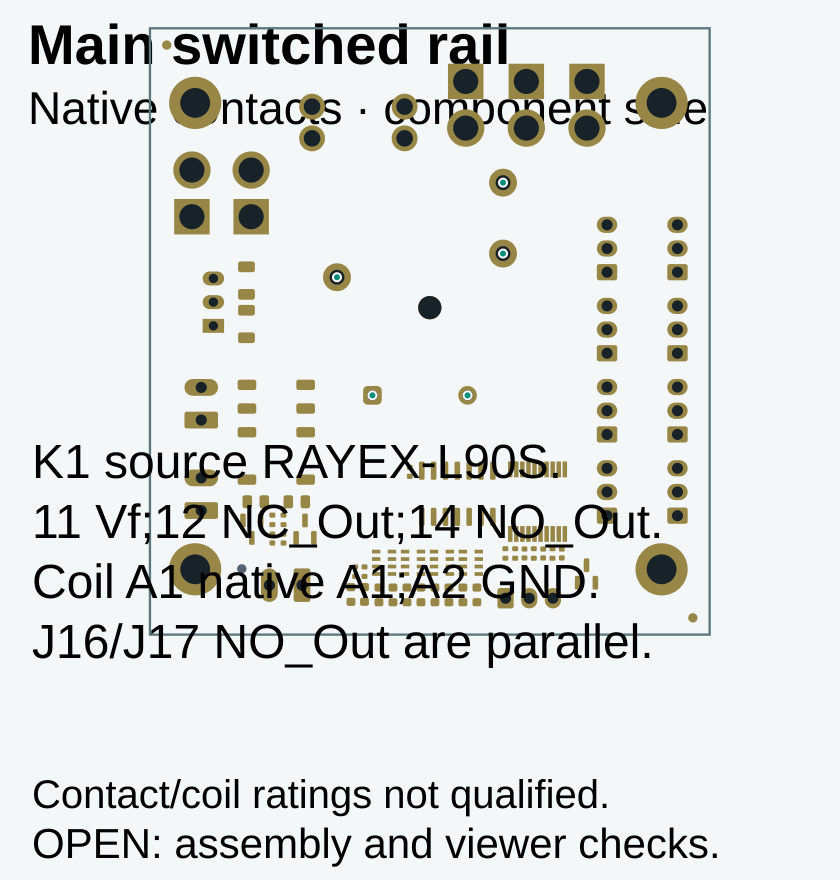 Main switched rail
Native contacts · component side
K1 source RAYEX-L90S.
11 Vf;12 NC_Out;14 NO_Out.
Coil A1 native A1;A2 GND.
J16/J17 NO_Out are parallel.
Contact/coil ratings not qualified.
OPEN: assembly and viewer checks.